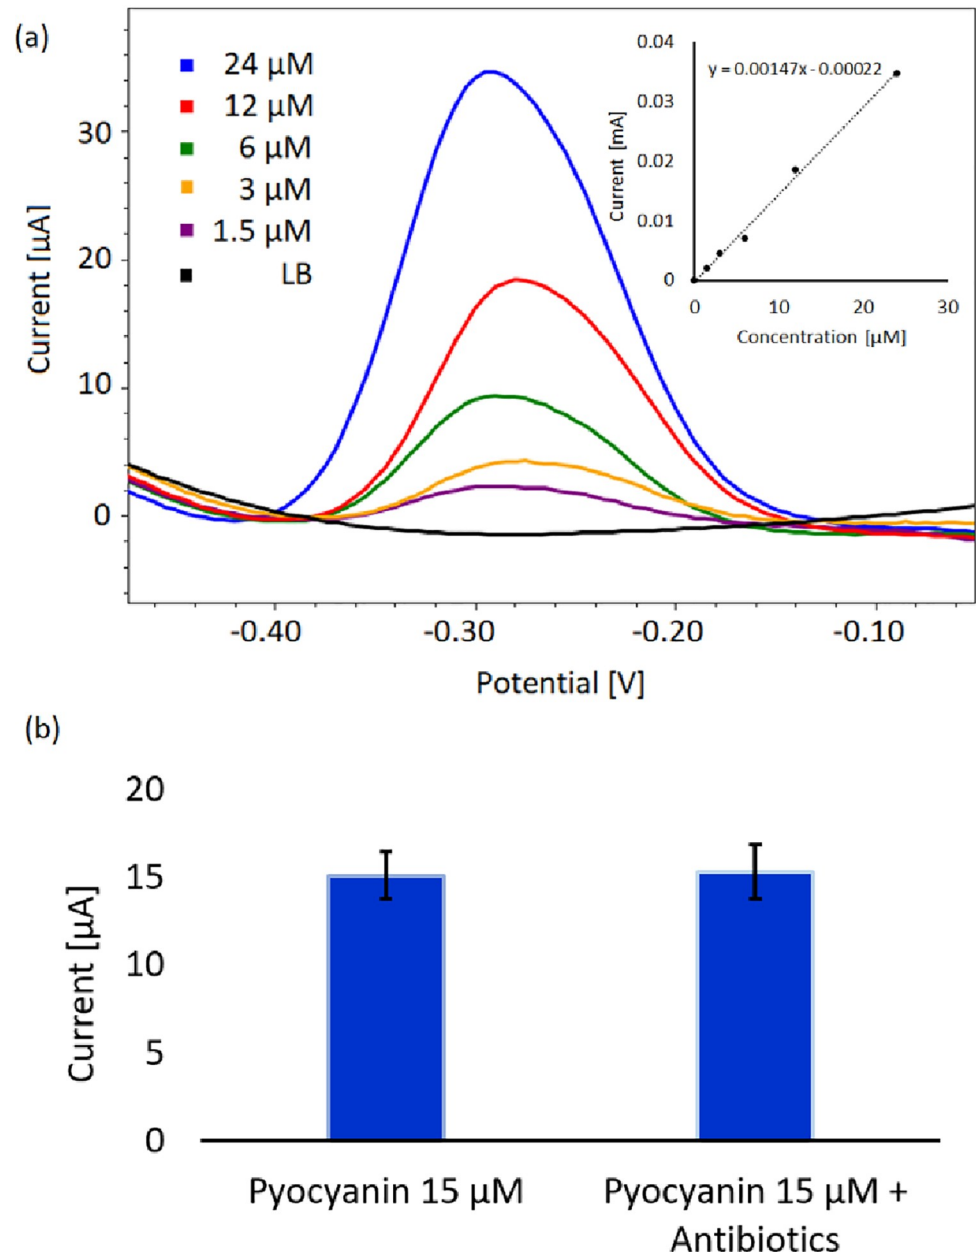 (a)
24 µM
12 µM
6 µM
3 µM
1.5 µM
LB
Current [µA]
30
20
10
0
-0.40
-0.30
-0.20
-0.10
Potential [V]
0.04
0.03
0.02
0.01
0
y = 0.00147x - 0.00022
Current [mA]
0
10
20
30
Concentration [µM]
(b)
20
15
10
5
0
Current [µA]
Pyocyanin 15 µM
Pyocyanin 15 µM +
Antibiotics